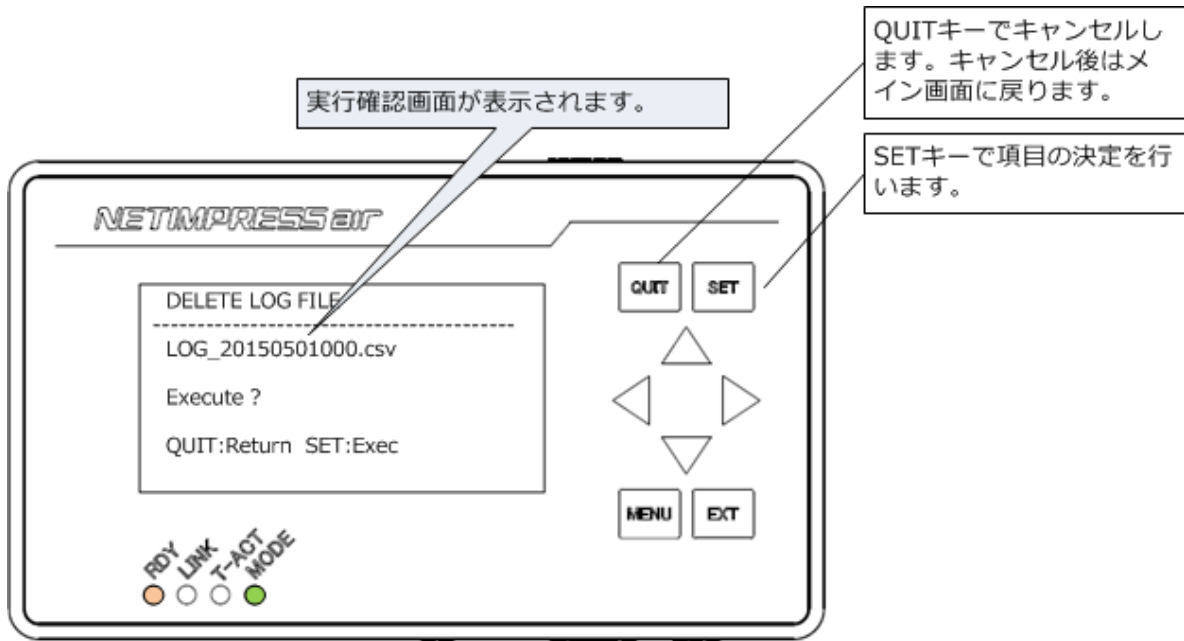 QUITキーでキャンセルし
ます。キャンセル後はメ
イン画面に戻ります。
実行確認画面が表示されます。
SETキーで項目の決定を行
います。
NETIMPRESS air
QUIT SET
DELETE LOG FILE
--------------------------------------------
LOG_20150501000.csv
Execute ?
QUIT:Return SET:Exec
MENU EXT
RDY LINK T-ACT MODE